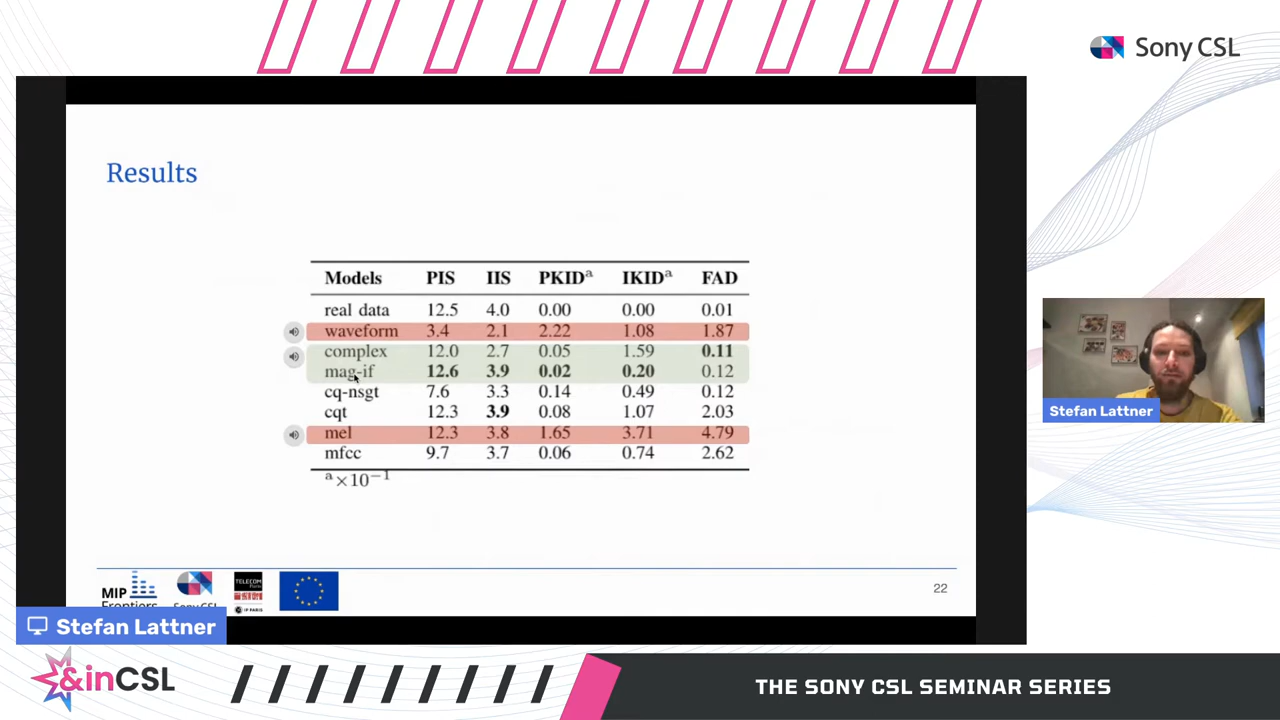 Sony CSL
Results
Models PIS IIS PKIDᵃ IKIDᵃ FAD
real data 12.5 4.0 0.00 0.00 0.01
waveform 3.4 2.1 2.22 1.08 1.87
complex 12.0 2.7 0.05 1.59 0.11
mag-if 12.6 3.9 0.02 0.20 0.12
cq-nsgt 7.6 3.3 0.14 0.49 0.12
cqt 12.3 3.9 0.08 1.07 2.03
mel 12.3 3.8 1.65 3.71 4.79
mfcc 9.7 3.7 0.06 0.74 2.62
ᵃ×10⁻¹
Stefan Lattner
MIP
Frontiers
Sony CSL
TELECOM
Paris
IP PARIS
22
Stefan Lattner
&inCSL
THE SONY CSL SEMINAR SERIES